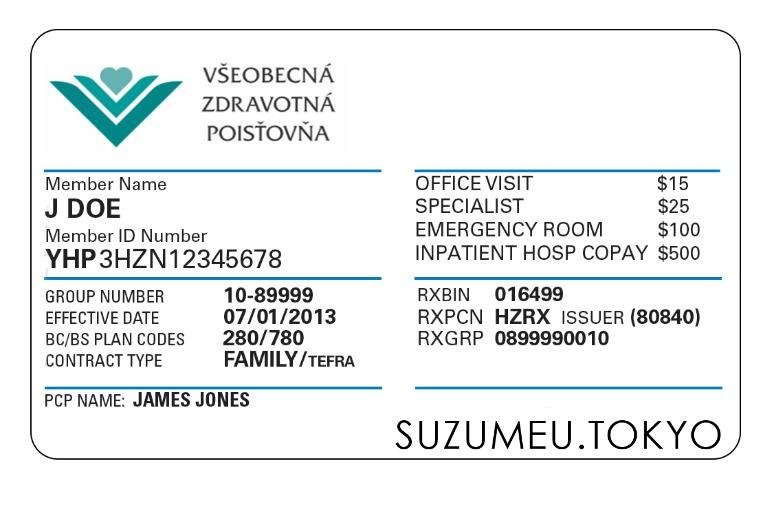 VŠEOBECNÁ
ZDRAVOTNÁ
POISŤOVŇA
Member Name
J DOE
Member ID Number
YHP3HZN12345678
GROUP NUMBER 10-89999
EFFECTIVE DATE 07/01/2013
BC/BS PLAN CODES 280/780
CONTRACT TYPE FAMILY/TEFRA
PCP NAME: JAMES JONES
OFFICE VISIT $15
SPECIALIST $25
EMERGENCY ROOM $100
INPATIENT HOSP COPAY $500
RXBIN 016499
RXPCN HZRX ISSUER (80840)
RXGRP 0899990010
SUZUMEU.TOKYO